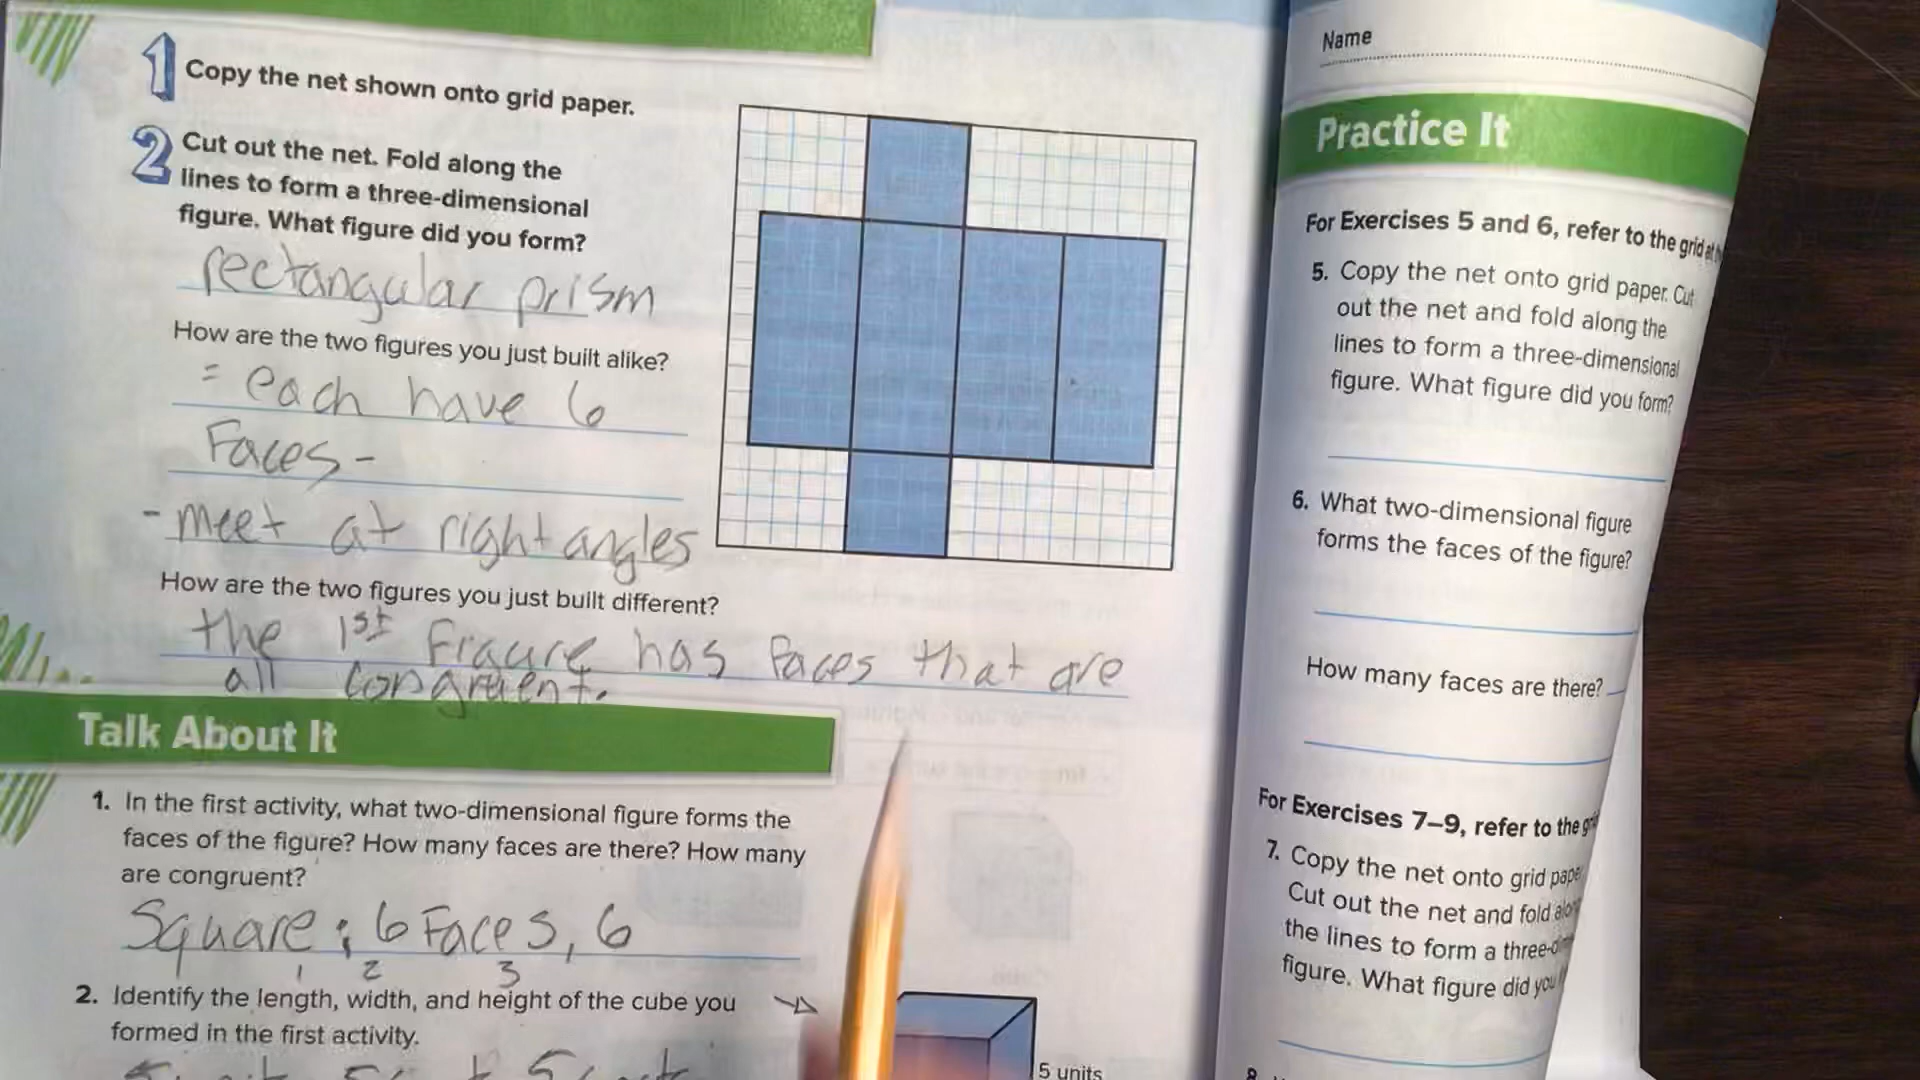 1 Copy the net shown onto grid paper.
2 Cut out the net. Fold along the
lines to form a three-dimensional
figure. What figure did you form?
rectangular prism
How are the two figures you just built alike?
= each have 6
Faces-
- meet at right angles
How are the two figures you just built different?
the 1st Figure has faces that are
all congruent.
Talk About It
1. In the first activity, what two-dimensional figure forms the
faces of the figure? How many faces are there? How many
are congruent?
Square; 6 Faces, 6
1 2 3
2. Identify the length, width, and height of the cube you
formed in the first activity.
5 units
Name
Practice It
For Exercises 5 and 6, refer to the grid at
5. Copy the net onto grid paper. Cut
out the net and fold along the
lines to form a three-dimensional
figure. What figure did you form?
6. What two-dimensional figure
forms the faces of the figure?
How many faces are there?
For Exercises 7–9, refer to the
7. Copy the net onto grid
Cut out the net and fold
the lines to form a
figure. What figure did
8.